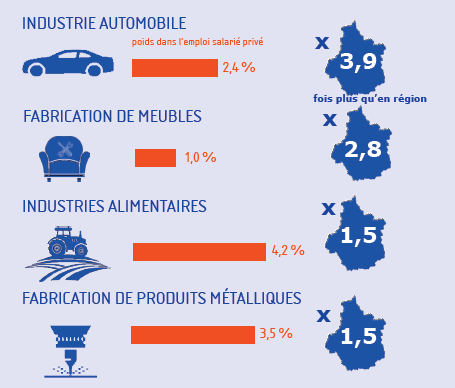 INDUSTRIE AUTOMOBILE
poids dans l'emploi salarié privé
2,4 %
x 3,9
fois plus qu'en région
FABRICATION DE MEUBLES
1,0 %
x 2,8
INDUSTRIES ALIMENTAIRES
4,2 %
x 1,5
FABRICATION DE PRODUITS MÉTALLIQUES
3,5 %
x 1,5